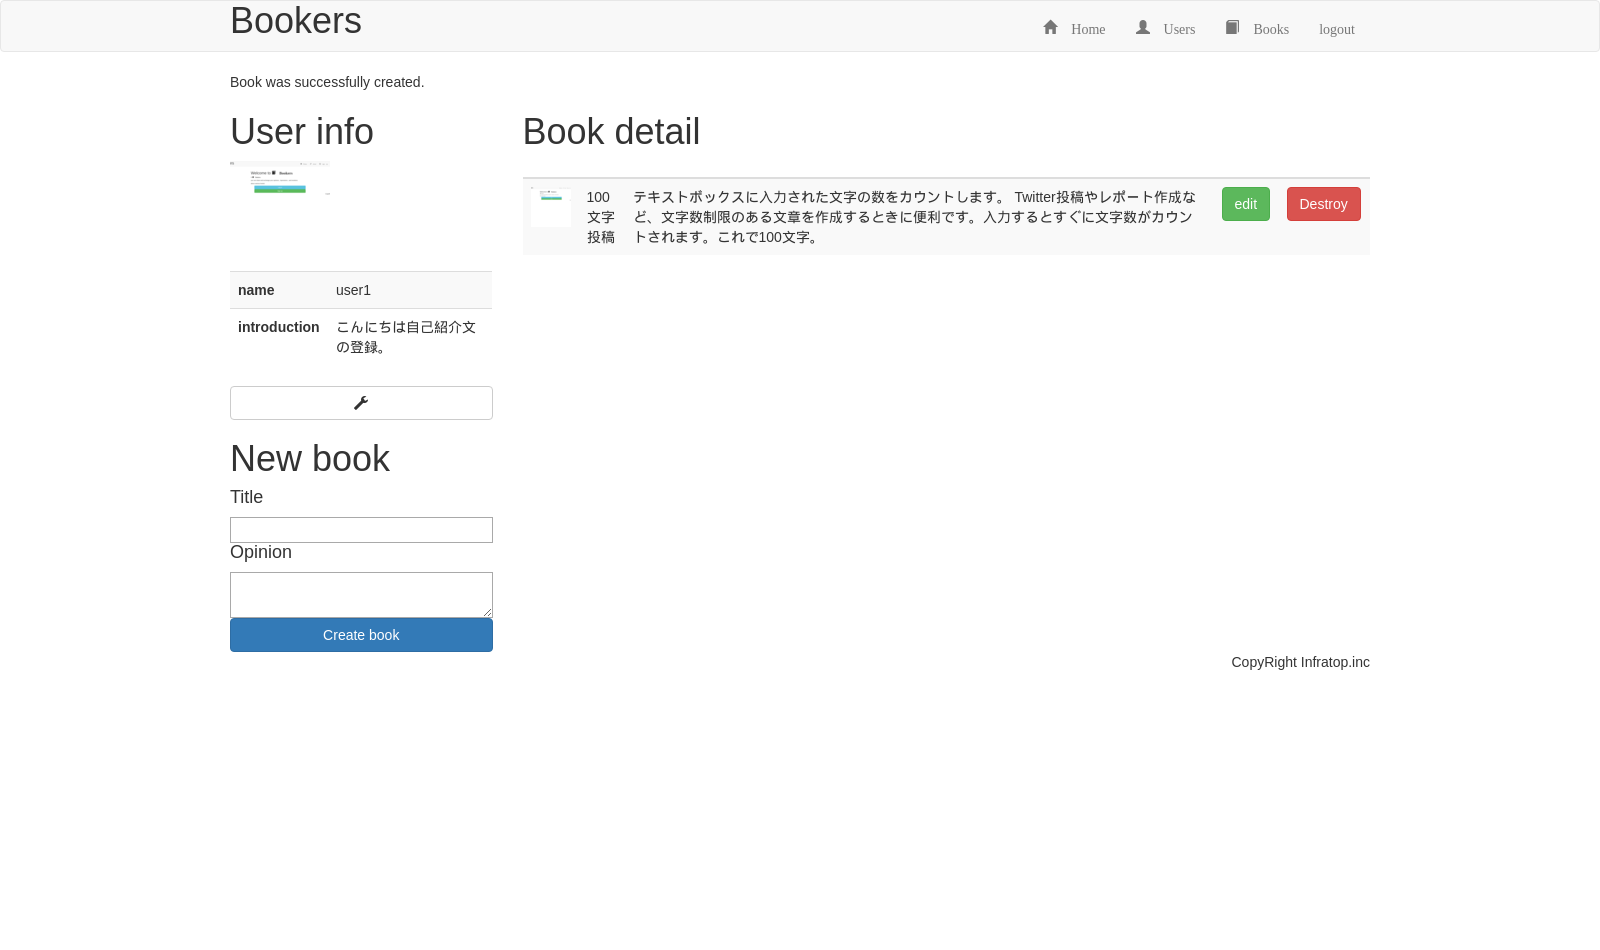 Bookers
Home Users Books logout
Book was successfully created.
User info
name user1
introduction こんにちは自己紹介文
の登録。
New book
Title
Opinion
Create book
Book detail
100
文字
投稿
テキストボックスに入力された文字の数をカウントします。 Twitter投稿やレポート作成な
ど、文字数制限のある文章を作成するときに便利です。入力するとすぐに文字数がカウン
トされます。これで100文字。
edit Destroy
CopyRight Infratop.inc